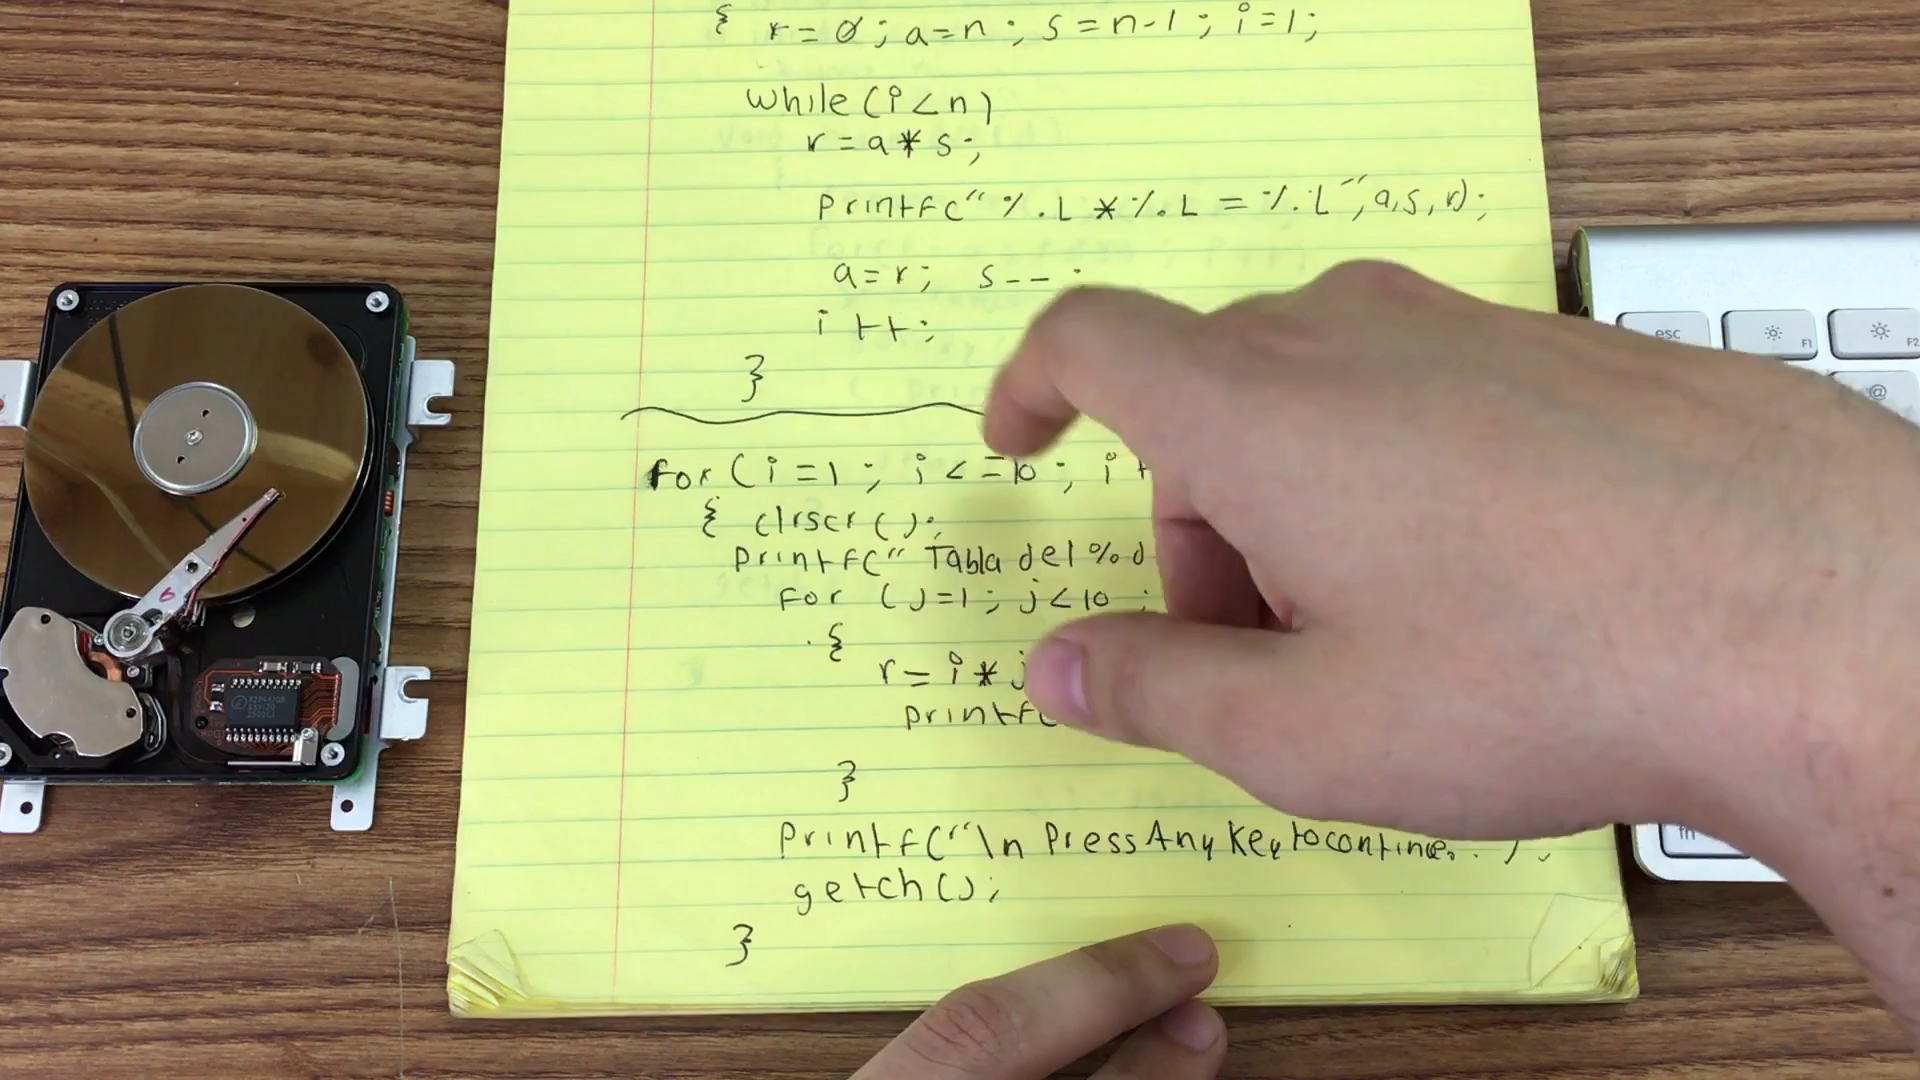 { r=0; a=n; s=n-1; i=1;
while(i<n)
r=a*s;
printf("%.L*%.L=%.L",a,s,r);
a=r; s--;
i++;
}
for(i=1; i<=10; i+
{ clrscr();
printf("Tabla del %d
for (j=1; j<10;
{
r=i*j
printf(
}
printf("\n Press Any Key to continue..);
getch();
}
esc
F1
F2
@
fn
6